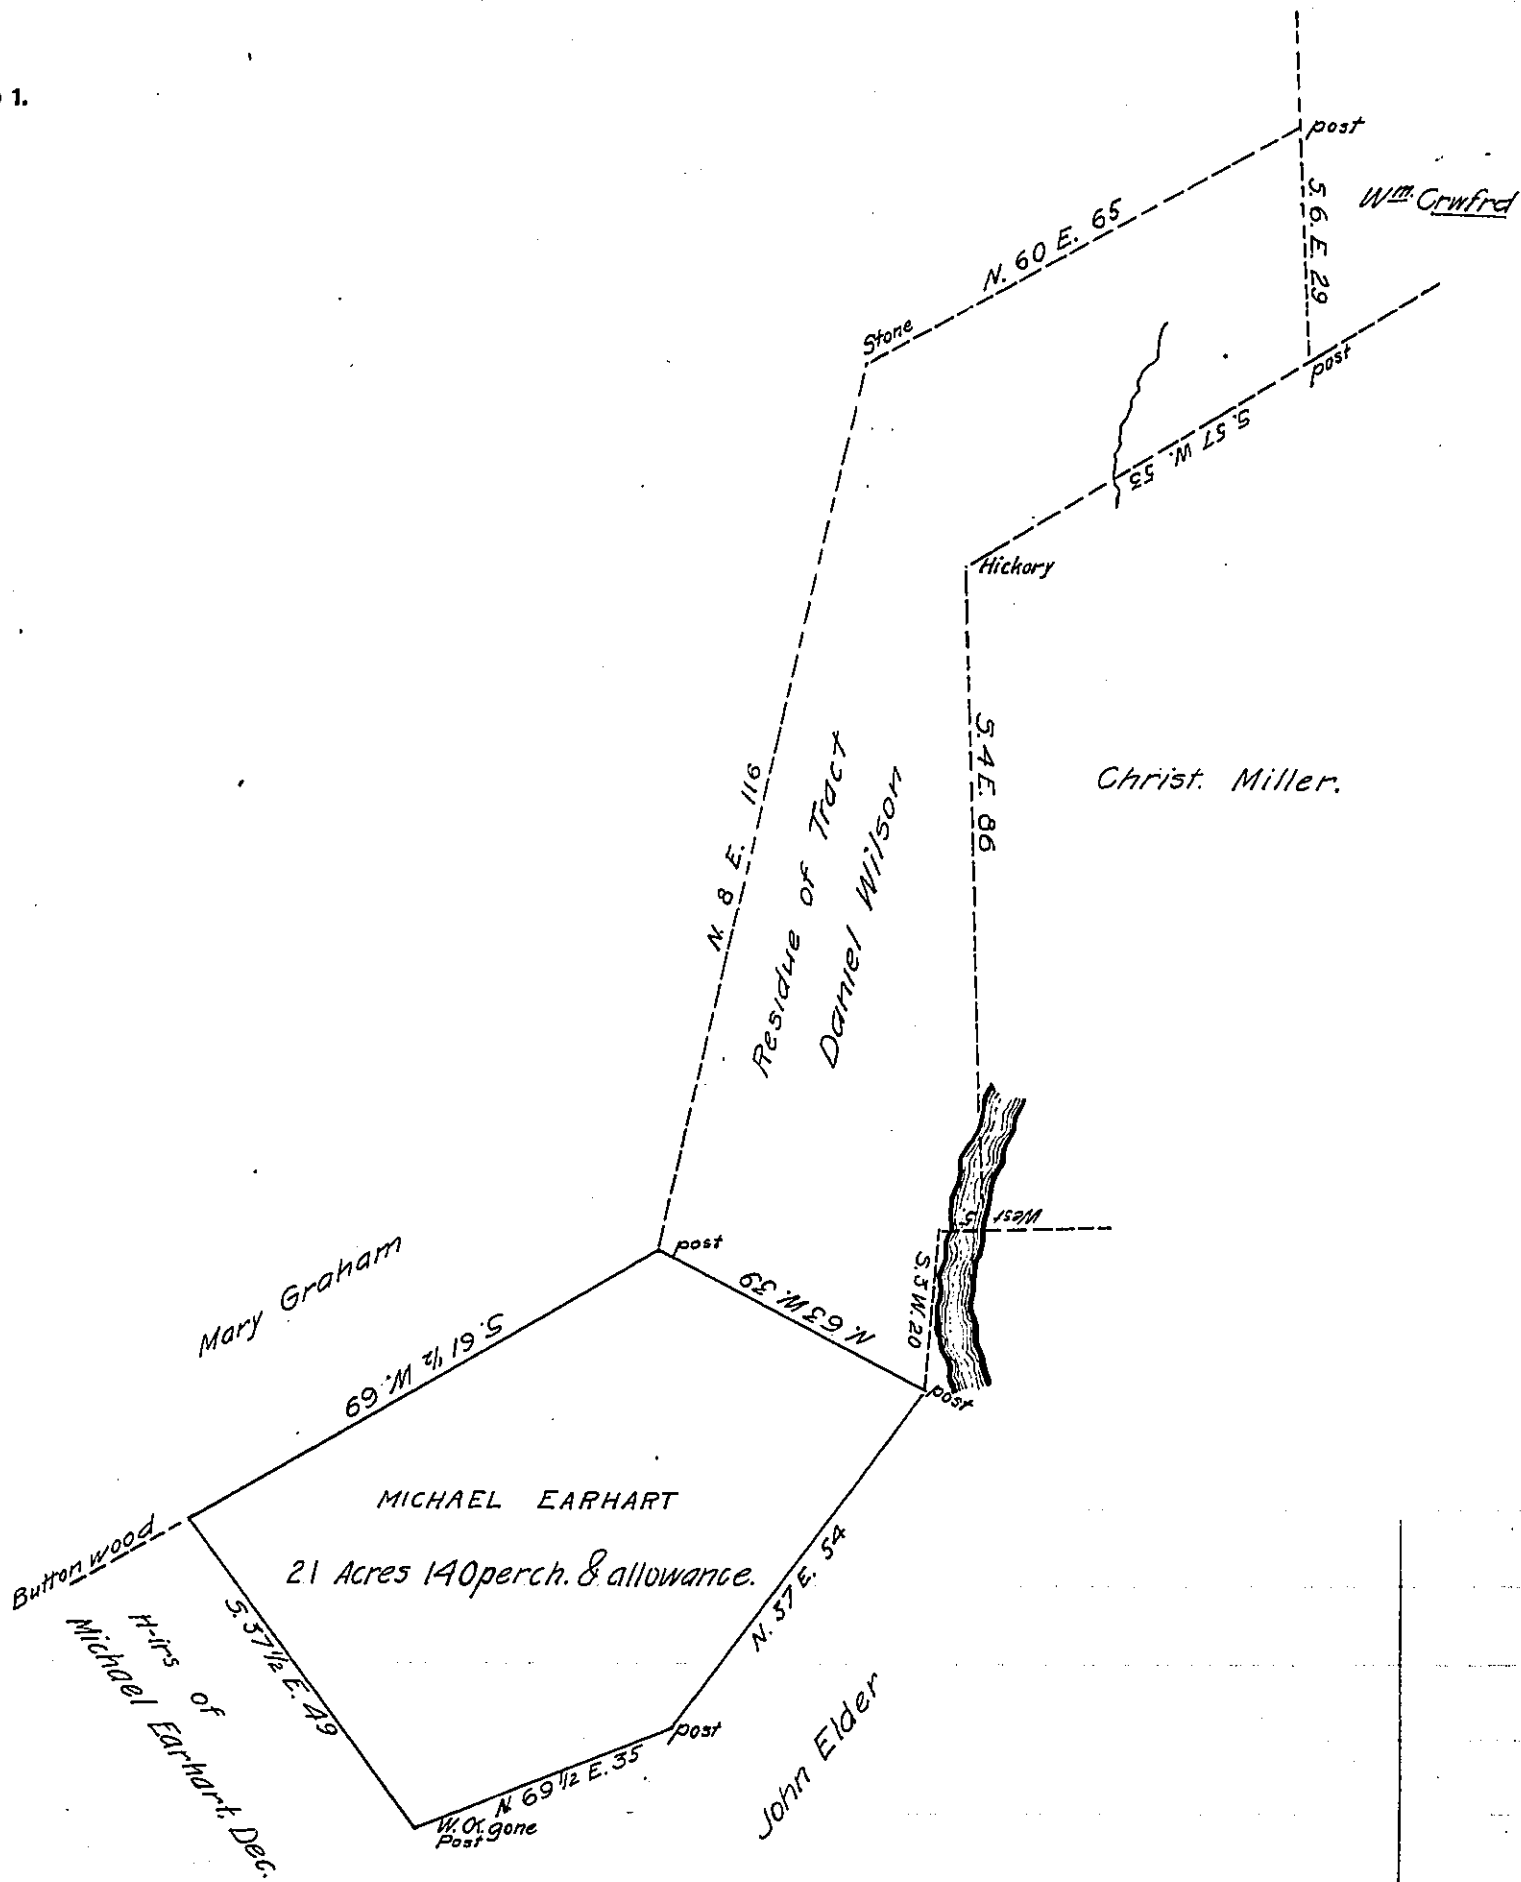 1.
post
Wm. Crwfrd
S. 6. E. 29
N. 60 E. 65
Stone
post
S. 57 W. 53
Hickory
S. 4 E. 86
Christ. Miller.
N. 8 E. 116
Residue of Tract
Daniel Wilson
West 5.
S. 5 W. 20
post
N. 63 W. 39
post
Mary Graham
S. 61 1/2 W. 69
MICHAEL EARHART
21 Acres 140 perch. & allowance.
Button wood
H-irs of
Michael Earhart, Dec.
S. 37 1/2 E. 49
N. 37 E. 54
post
N. 69 1/2 E. 35
W. Ok.
Post gone
John Elder